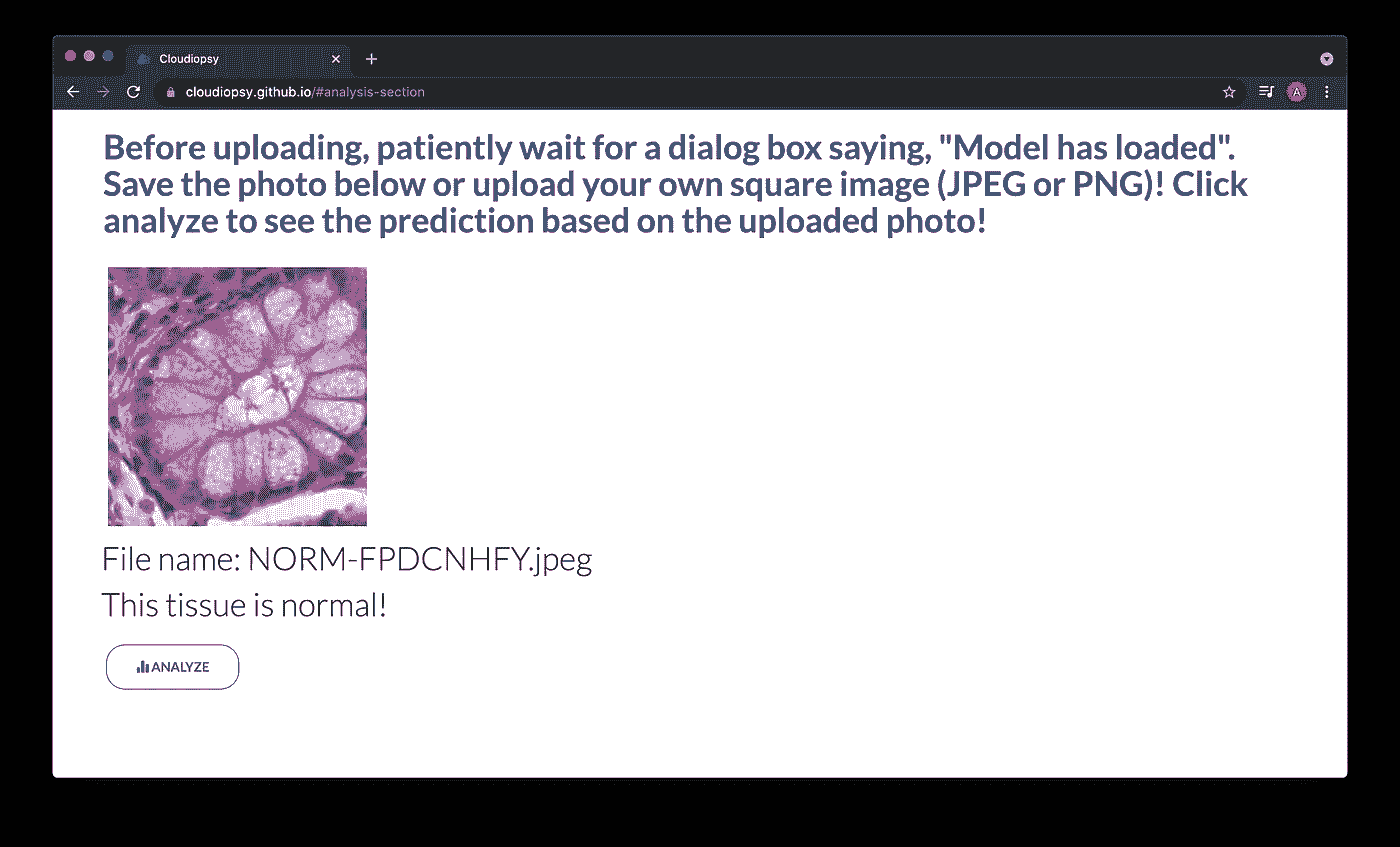 Cloudiopsy
cloudiopsy.github.io/#analysis-section
A
Before uploading, patiently wait for a dialog box saying, "Model has loaded".
Save the photo below or upload your own square image (JPEG or PNG)! Click
analyze to see the prediction based on the uploaded photo!
File name: NORM-FPDCNHFY.jpeg
This tissue is normal!
ANALYZE